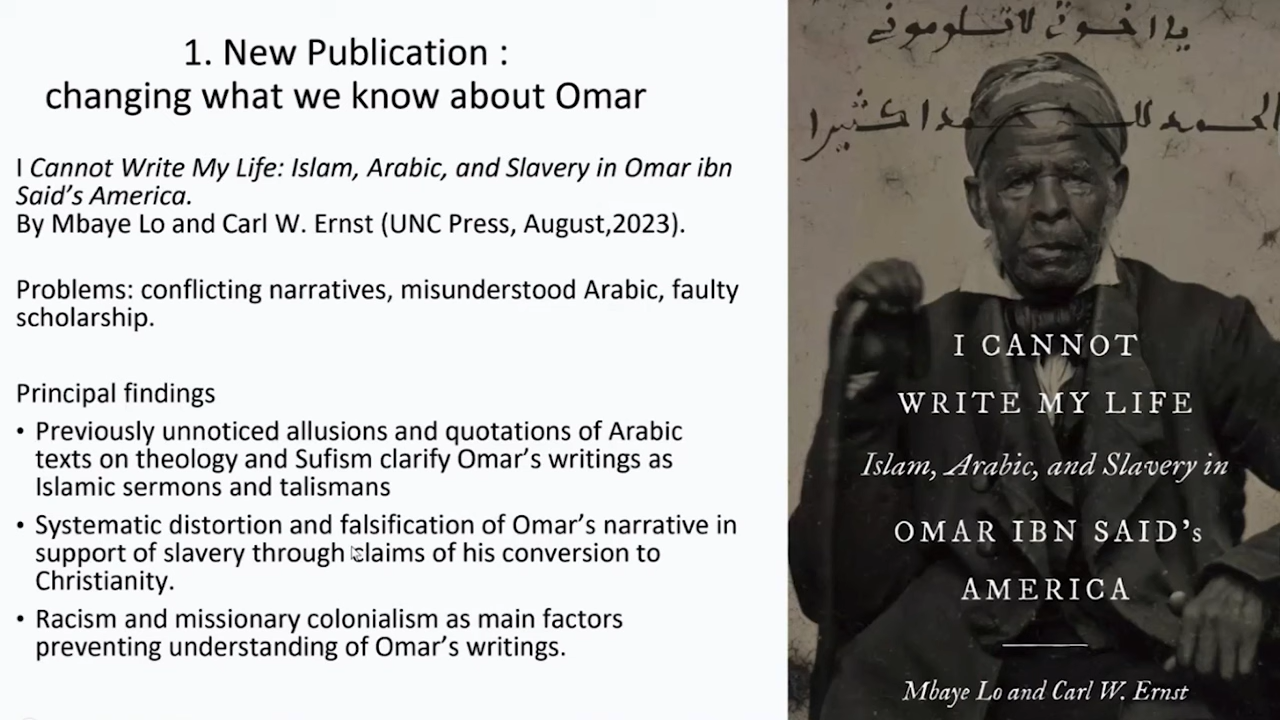 1. New Publication :
changing what we know about Omar
I Cannot Write My Life: Islam, Arabic, and Slavery in Omar ibn
Said’s America.
By Mbaye Lo and Carl W. Ernst (UNC Press, August,2023).
Problems: conflicting narratives, misunderstood Arabic, faulty
scholarship.
Principal findings
• Previously unnoticed allusions and quotations of Arabic
texts on theology and Sufism clarify Omar’s writings as
Islamic sermons and talismans
• Systematic distortion and falsification of Omar’s narrative in
support of slavery through claims of his conversion to
Christianity.
• Racism and missionary colonialism as main factors
preventing understanding of Omar’s writings.
يا اخوتي لا تلوموني
الحمد لله حمدا كثيرا
I CANNOT
WRITE MY LIFE
Islam, Arabic, and Slavery in
OMAR IBN SAID’s
AMERICA
Mbaye Lo and Carl W. Ernst